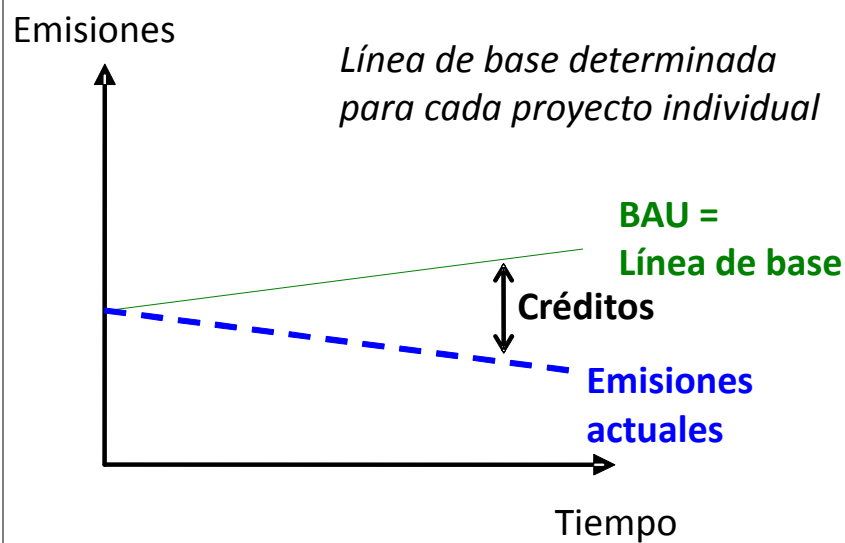 Emisiones
Línea de base determinada
para cada proyecto individual
BAU =
Línea de base
Créditos
Emisiones
actuales
Tiempo